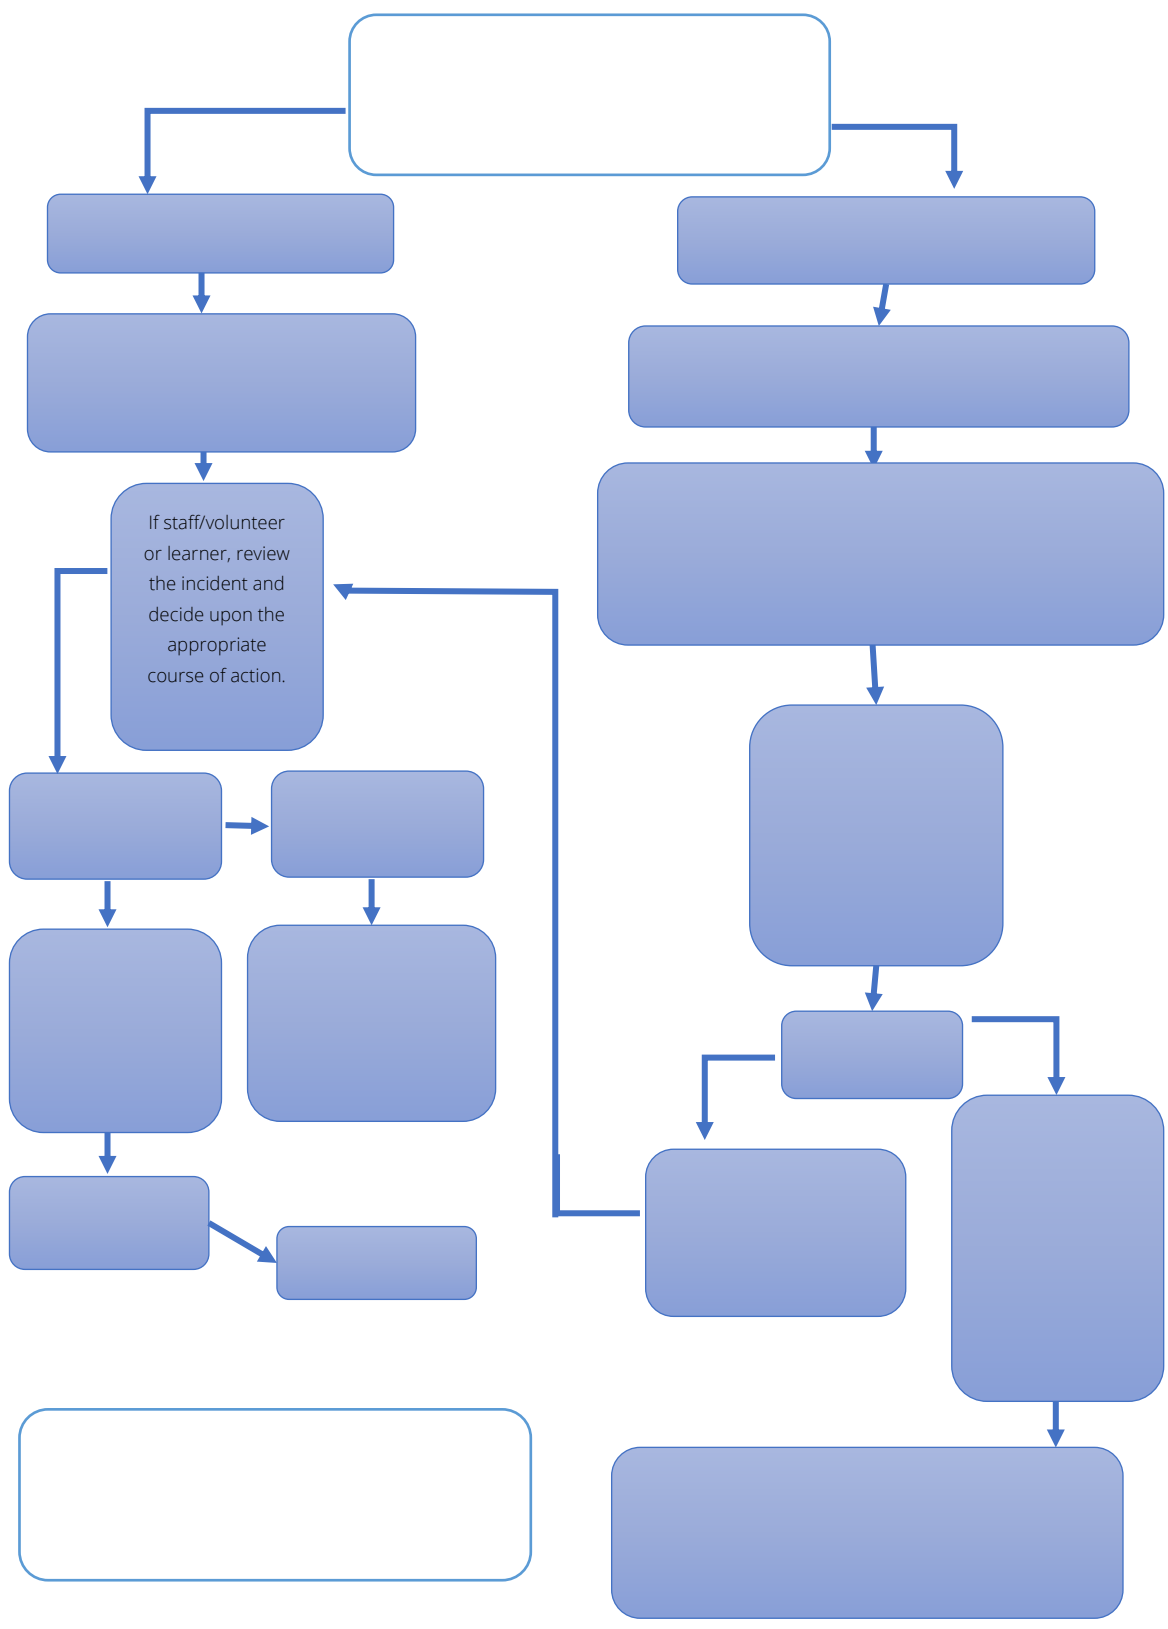 If staff/volunteer
or learner, review
the incident and
decide upon the
appropriate
course of action.